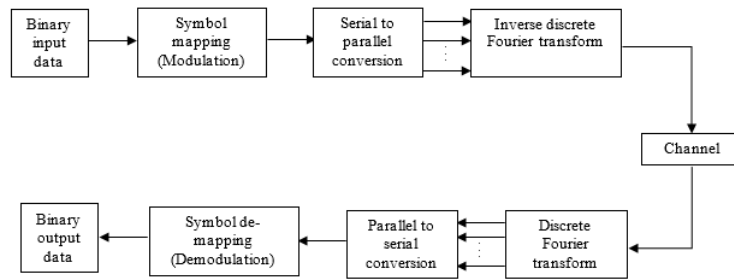 Binary
input
data
Symbol
mapping
(Modulation)
Serial to
parallel
conversion
Inverse discrete
Fourier transform
Channel
Binary
output
data
Symbol de-
mapping
(Demodulation)
Parallel to
serial
conversion
Discrete
Fourier
transform